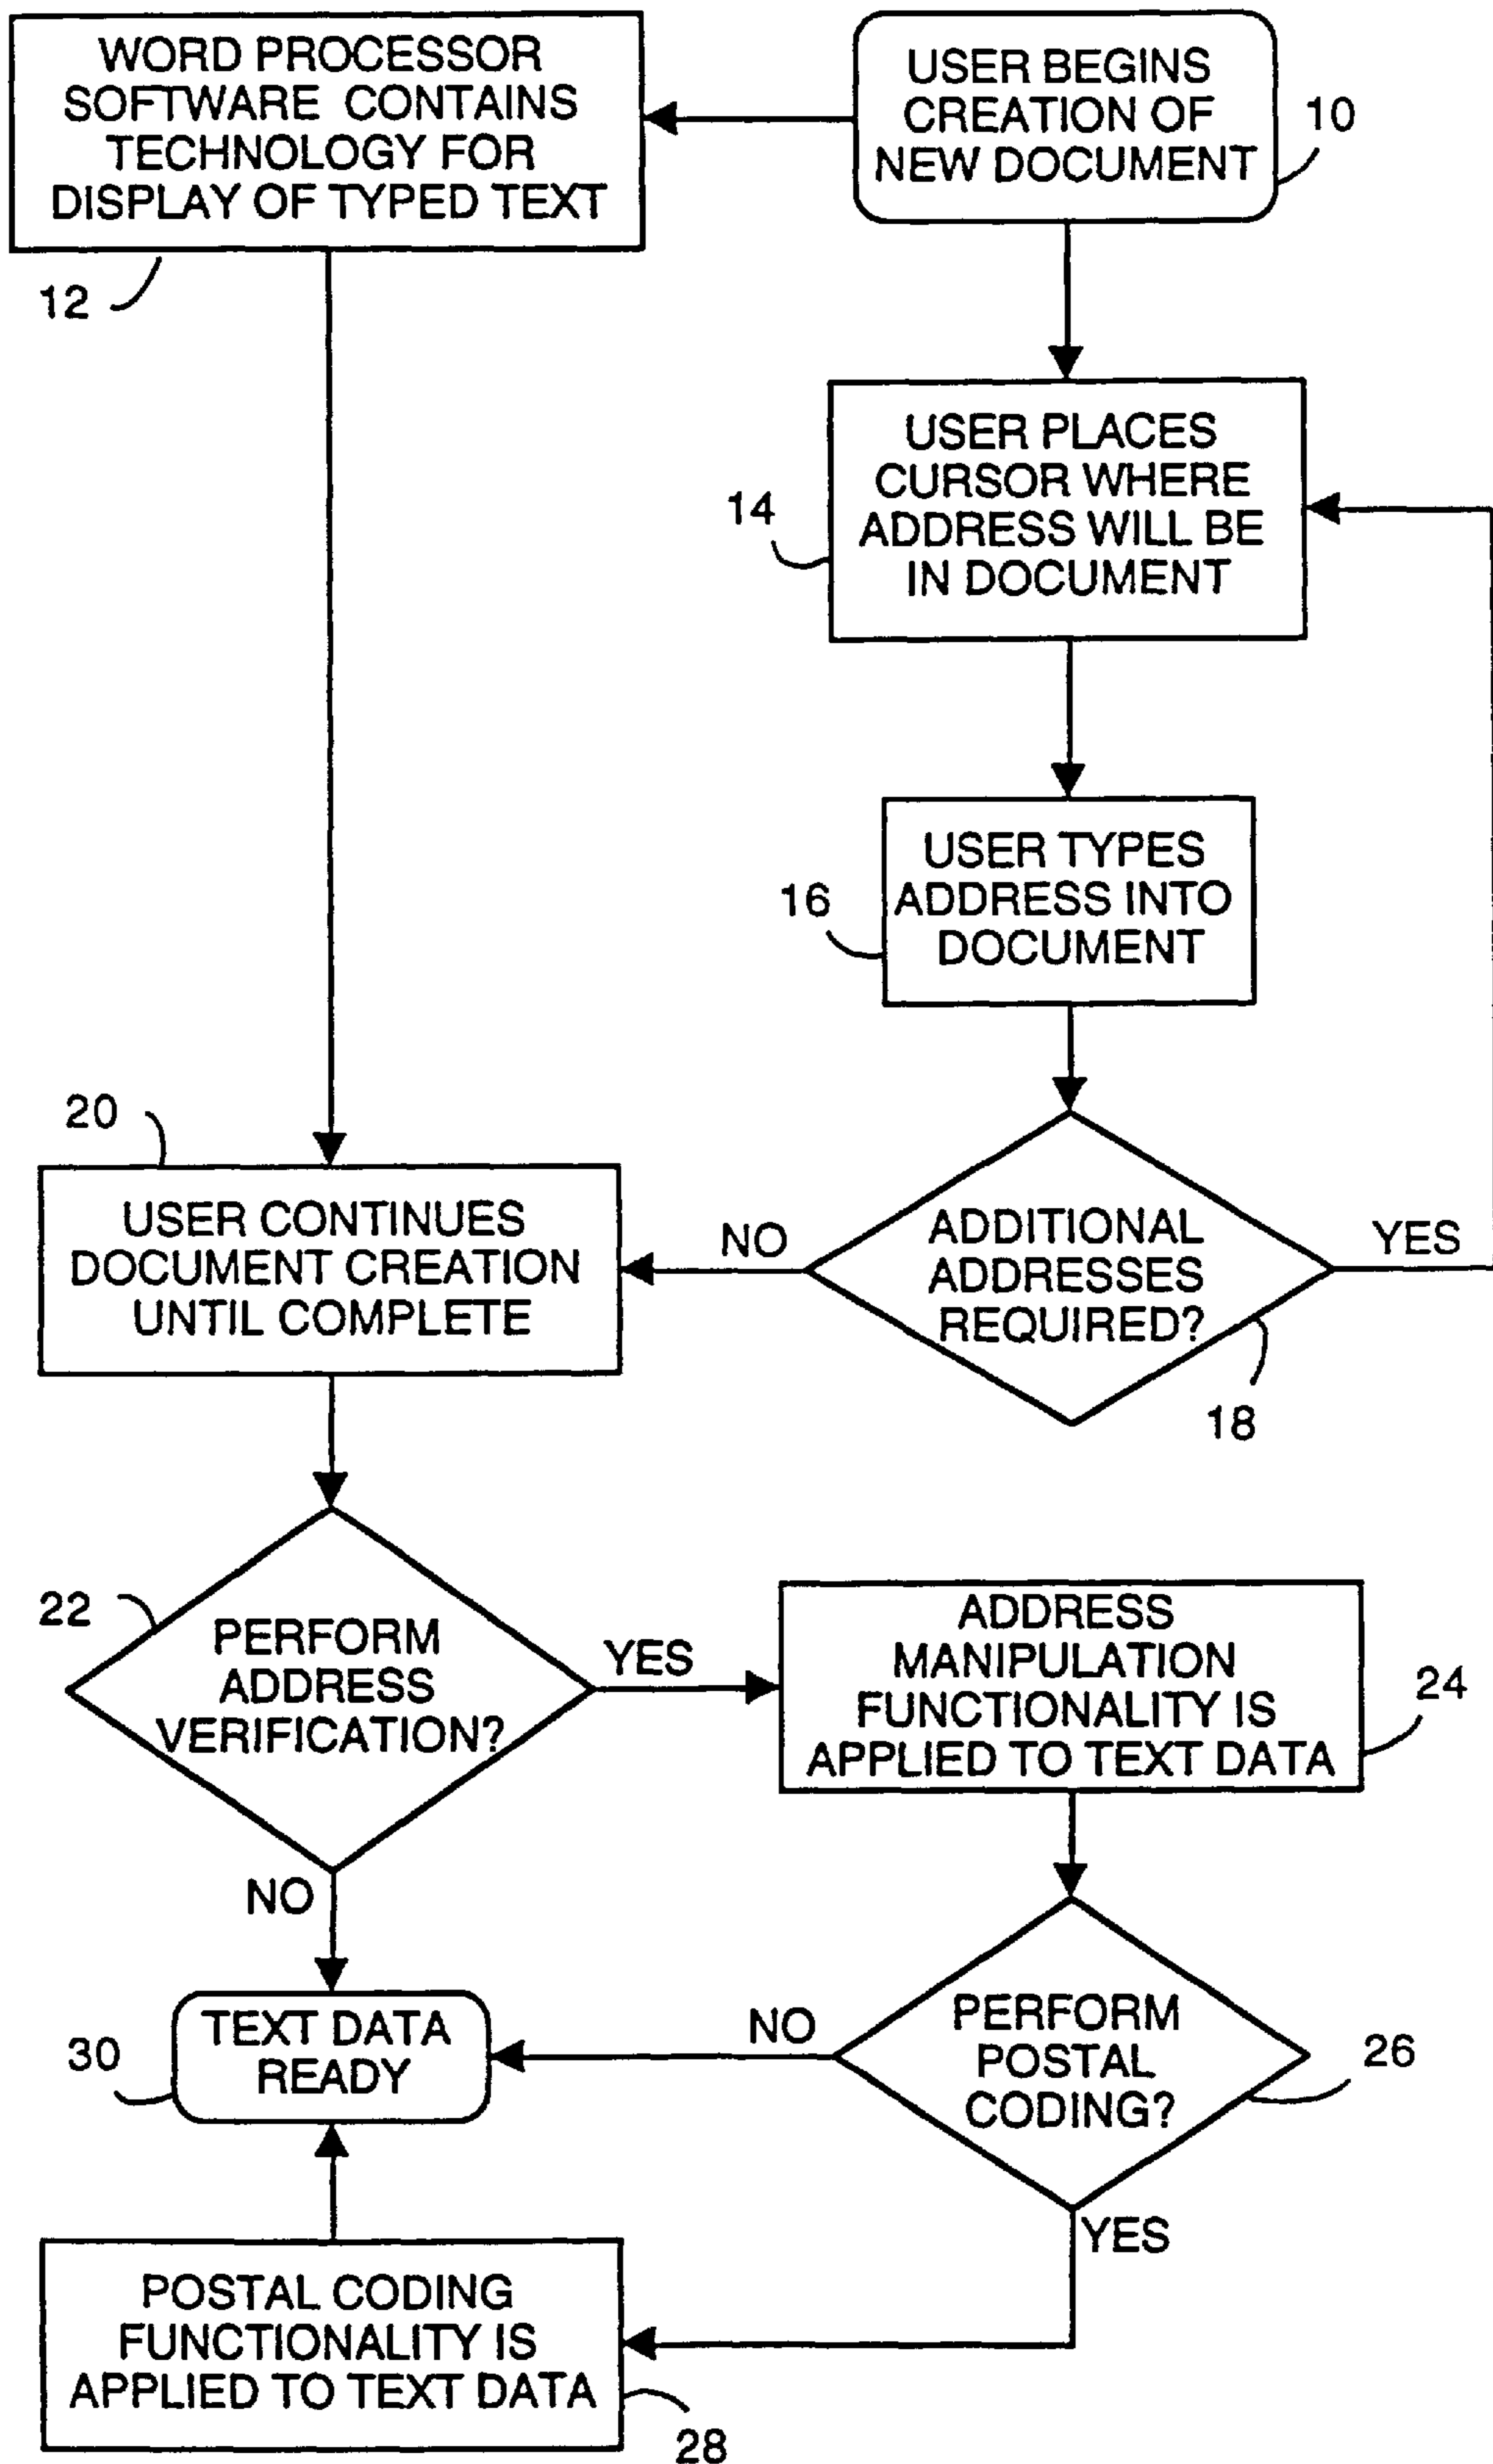 WORD PROCESSOR
SOFTWARE CONTAINS
TECHNOLOGY FOR
DISPLAY OF TYPED TEXT
12
USER BEGINS
CREATION OF
NEW DOCUMENT
10
USER PLACES
CURSOR WHERE
ADDRESS WILL BE
IN DOCUMENT
14
USER TYPES
ADDRESS INTO
DOCUMENT
16
ADDITIONAL
ADDRESSES
REQUIRED?
18
NO
YES
20
USER CONTINUES
DOCUMENT CREATION
UNTIL COMPLETE
22
PERFORM
ADDRESS
VERIFICATION?
YES
NO
ADDRESS
MANIPULATION
FUNCTIONALITY IS
APPLIED TO TEXT DATA
24
PERFORM
POSTAL
CODING?
26
NO
YES
TEXT DATA
READY
30
POSTAL CODING
FUNCTIONALITY IS
APPLIED TO TEXT DATA
28